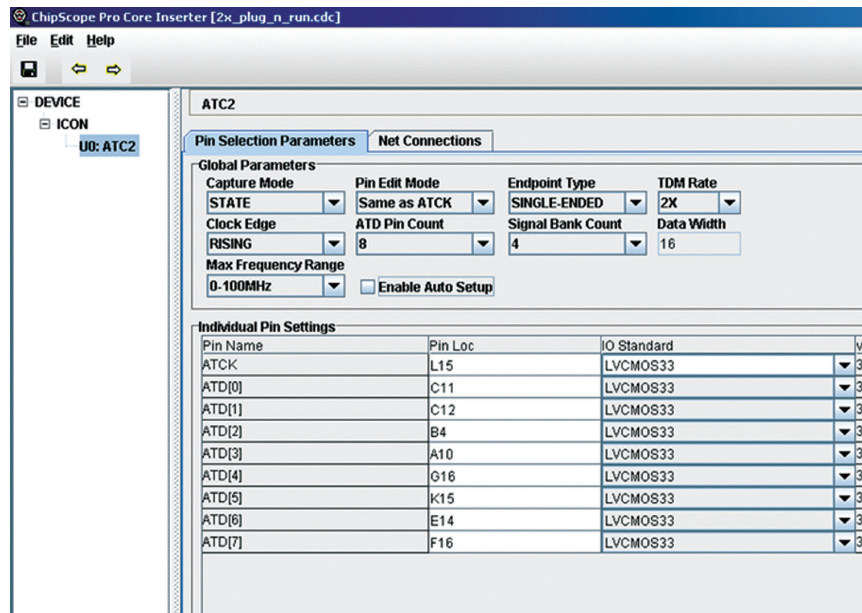 ChipScope Pro Core Inserter [2x_plug_n_run.cdc]
File Edit Help
DEVICE
ICON
U0: ATC2
ATC2
Pin Selection Parameters Net Connections
Global Parameters
Capture Mode Pin Edit Mode Endpoint Type TDM Rate
STATE Same as ATCK SINGLE-ENDED 2X
Clock Edge ATD Pin Count Signal Bank Count Data Width
RISING 8 4 16
Max Frequency Range
0-100MHz Enable Auto Setup
Individual Pin Settings
Pin Name Pin Loc IO Standard
ATCK L15 LVCMOS33
ATD[0] C11 LVCMOS33
ATD[1] C12 LVCMOS33
ATD[2] B4 LVCMOS33
ATD[3] A10 LVCMOS33
ATD[4] G16 LVCMOS33
ATD[5] K15 LVCMOS33
ATD[6] E14 LVCMOS33
ATD[7] F16 LVCMOS33